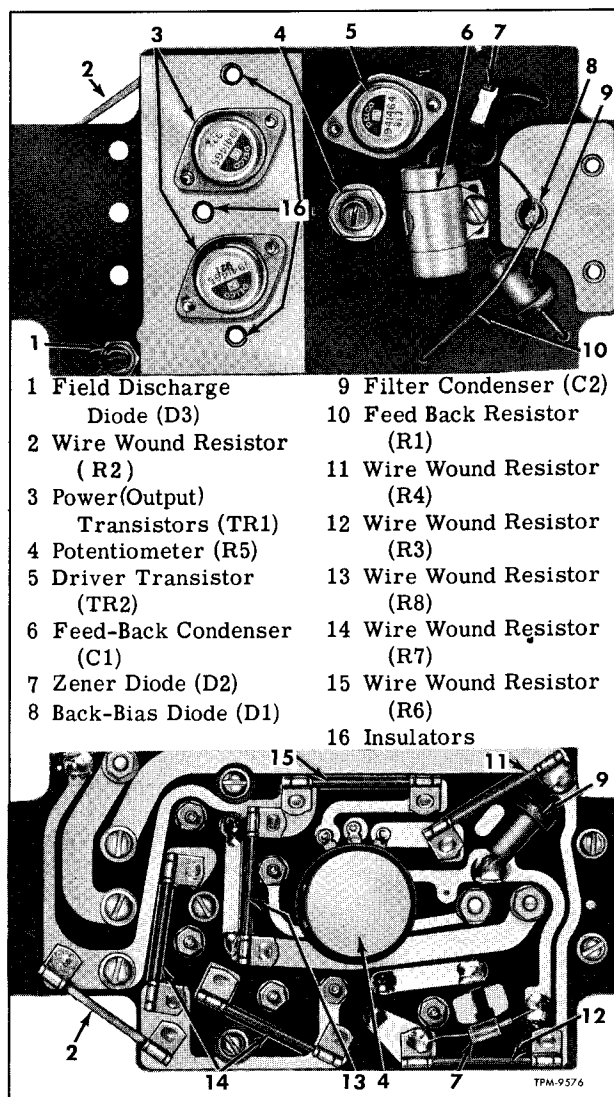 3
4
5
6
7
2
8
9
16
1
10
1 Field Discharge
Diode (D3)
2 Wire Wound Resistor
(R2)
3 Power(Output)
Transistors (TR1)
4 Potentiometer (R5)
5 Driver Transistor
(TR2)
6 Feed-Back Condenser
(C1)
7 Zener Diode (D2)
8 Back-Bias Diode (D1)
9 Filter Condenser (C2)
10 Feed Back Resistor
(R1)
11 Wire Wound Resistor
(R4)
12 Wire Wound Resistor
(R3)
13 Wire Wound Resistor
(R8)
14 Wire Wound Resistor
(R7)
15 Wire Wound Resistor
(R6)
16 Insulators
15
11
9
2
14
13
4
7
12
TPM-9576